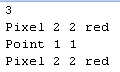 3
Pixel 2 2 red
Point 1 1
Pixel 2 2 red